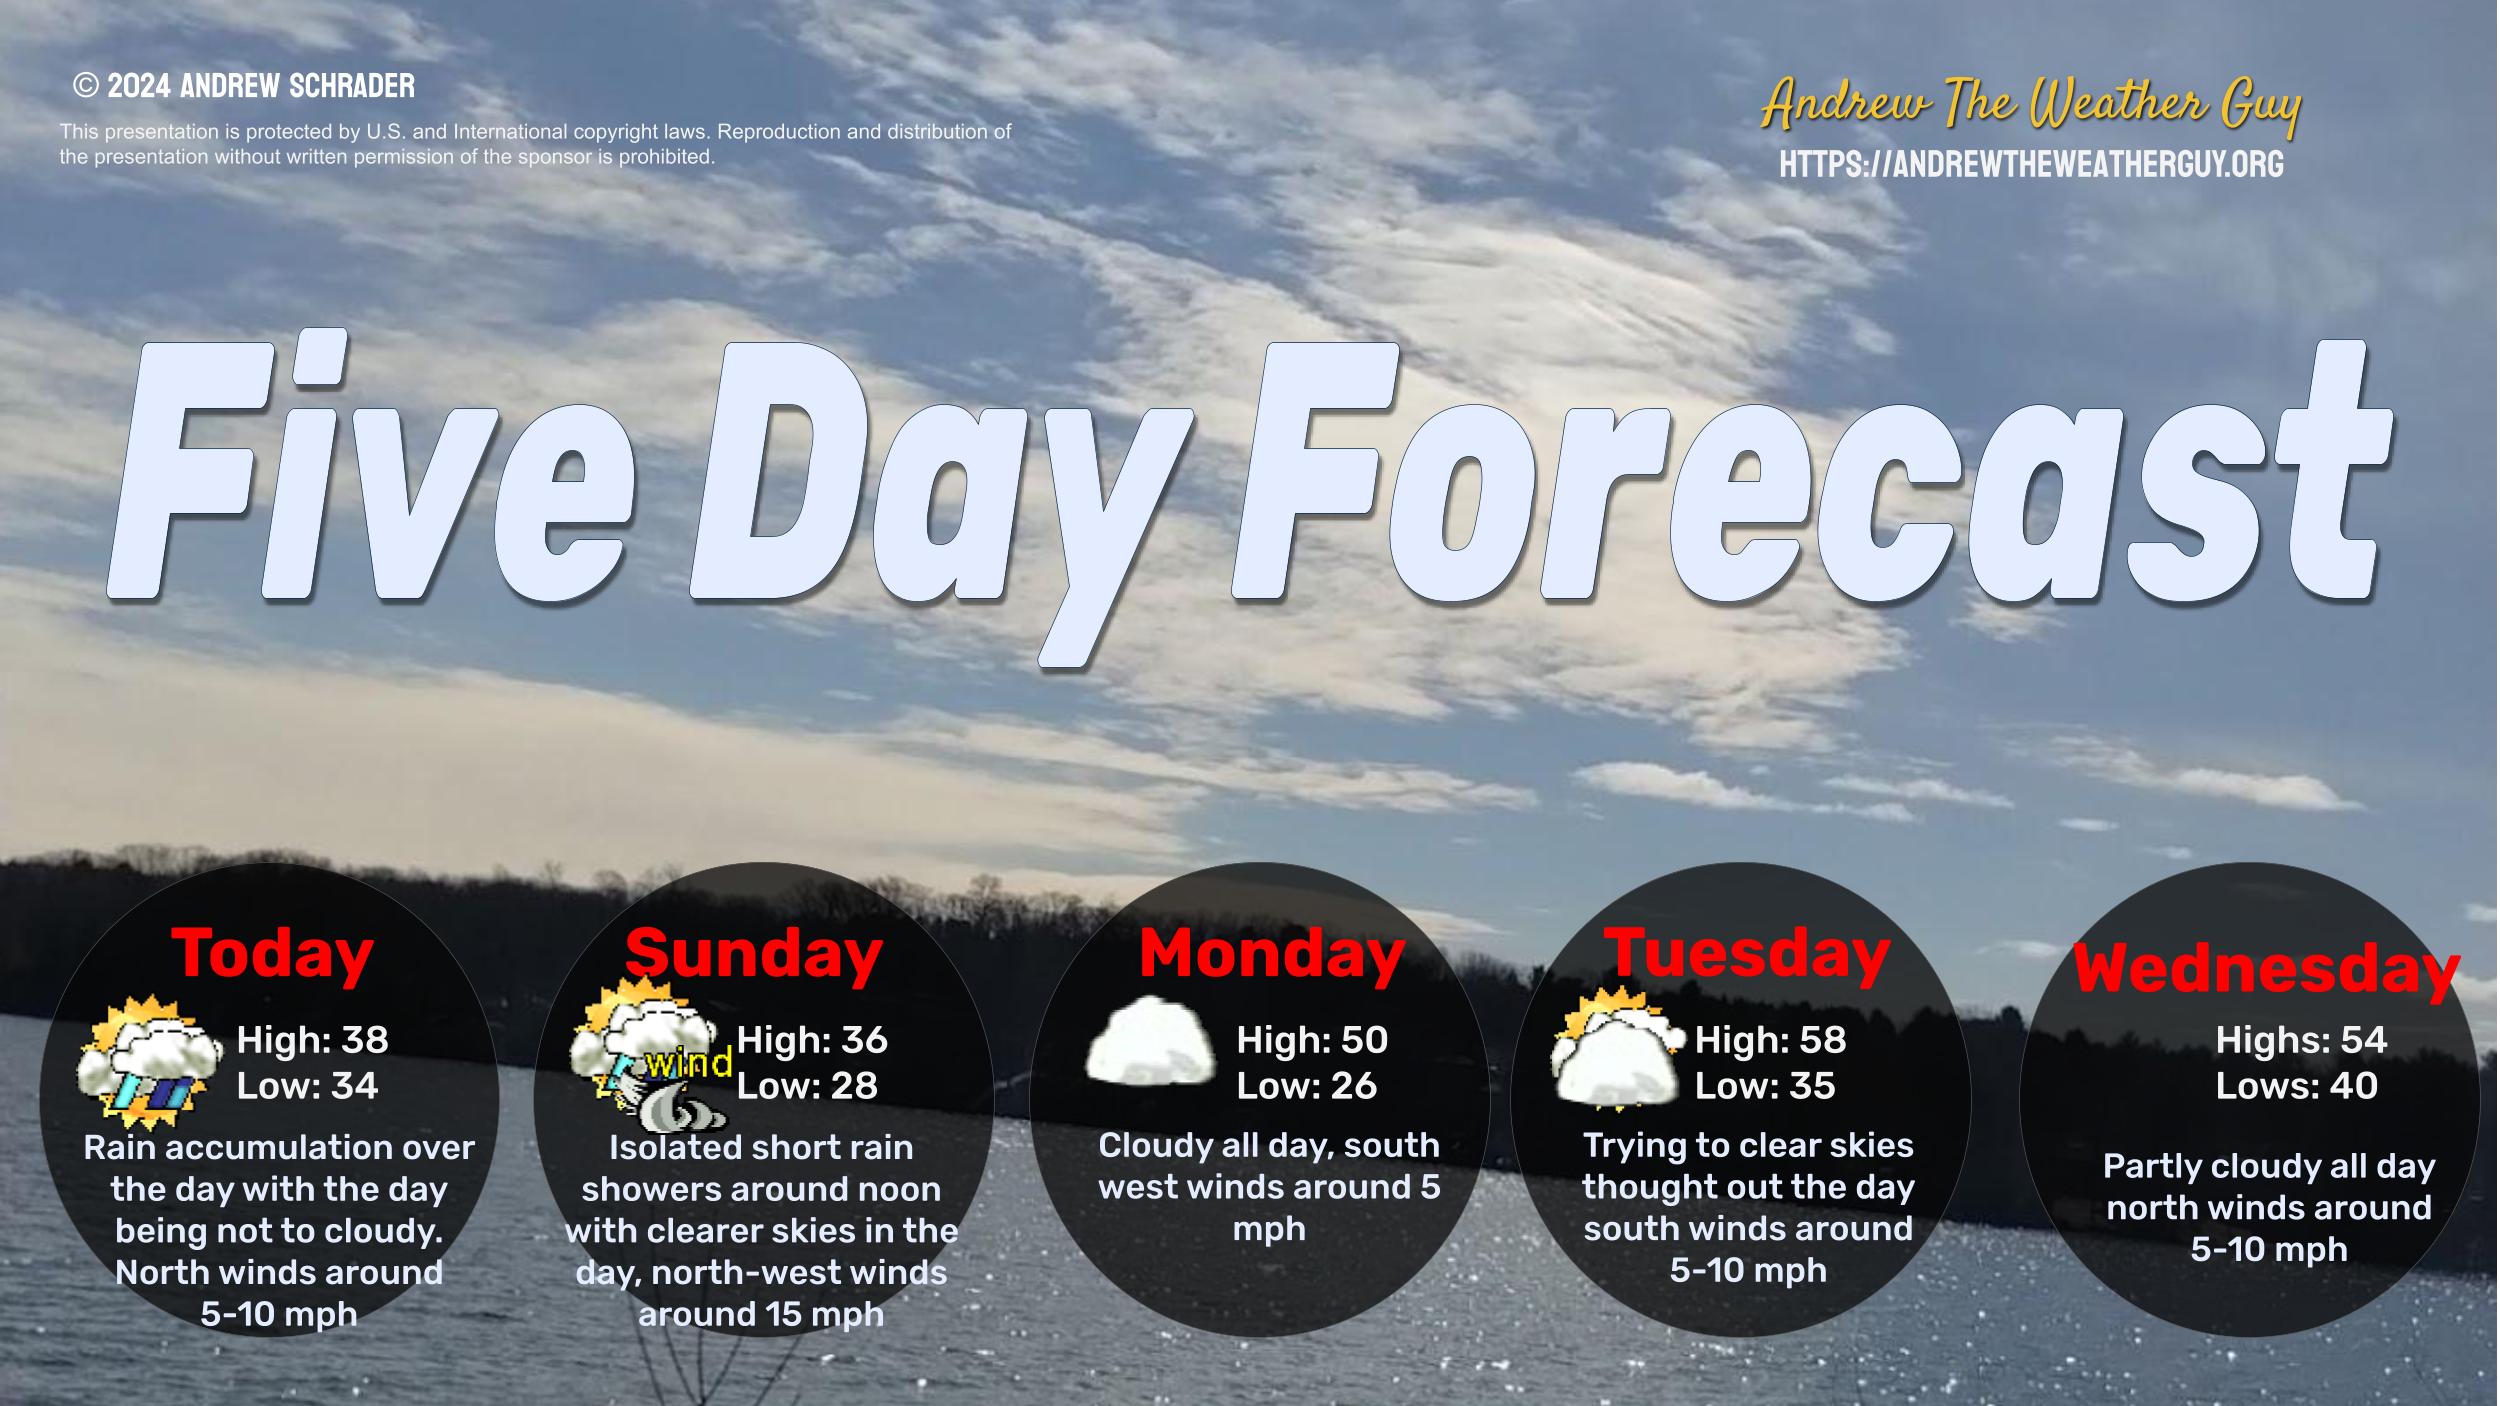 © 2024 ANDREW SCHRADER
This presentation is protected by U.S. and International copyright laws. Reproduction and distribution of
the presentation without written permission of the sponsor is prohibited.
Andrew The Weather Guy
HTTPS://ANDREWTHEWEATHERGUY.ORG
Five Day Forecast
Today
High: 38
Low: 34
Rain accumulation over
the day with the day
being not to cloudy.
North winds around
5-10 mph
Sunday
wind
High: 36
Low: 28
Isolated short rain
showers around noon
with clearer skies in the
day, north-west winds
around 15 mph
Monday
High: 50
Low: 26
Cloudy all day, south
west winds around 5
mph
Tuesday
High: 58
Low: 35
Trying to clear skies
thought out the day
south winds around
5-10 mph
Wednesday
Highs: 54
Lows: 40
Partly cloudy all day
north winds around
5-10 mph